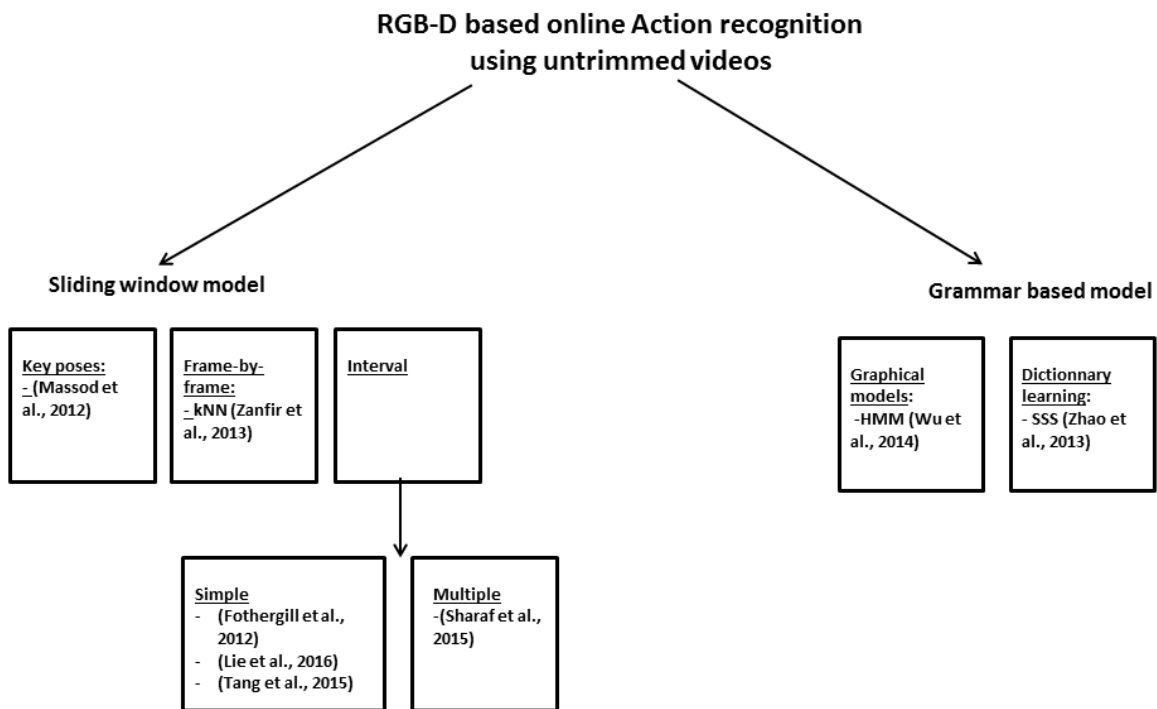 RGB-D based online Action recognition
using untrimmed videos
Sliding window model
Grammar based model
Key poses:
- (Massod et
al., 2012)
Frame-by-
frame:
- kNN (Zanfir et
al., 2013)
Interval
Graphical
models:
-HMM (Wu et
al., 2014)
Dictionnary
learning:
- SSS (Zhao et
al., 2013)
Simple
- (Fothergill et al.,
2012)
- (Lie et al., 2016)
- (Tang et al., 2015)
Multiple
-(Sharaf et al.,
2015)